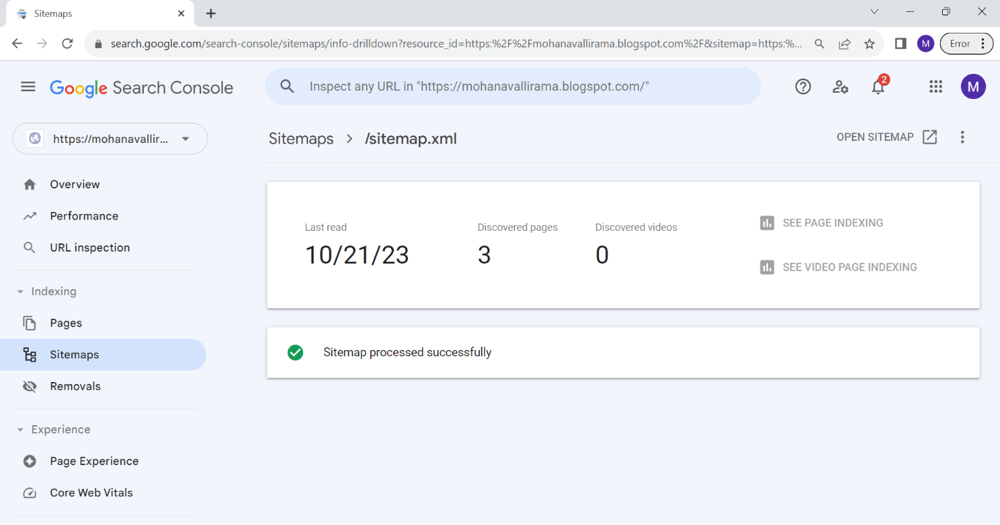 Sitemaps
search.google.com/search-console/sitemaps/info-drilldown?resource_id=https:%2F%2Fmohanavallirama.blogspot.com%2F&sitemap=https:%...
M
Error
Google Search Console
Inspect any URL in "https://mohanavallirama.blogspot.com/"
2
M
https://mohanavallir...
Sitemaps > /sitemap.xml
OPEN SITEMAP
Overview
Performance
URL inspection
Indexing
Pages
Sitemaps
Removals
Experience
Page Experience
Core Web Vitals
Last read
10/21/23
Discovered pages
3
Discovered videos
0
SEE PAGE INDEXING
SEE VIDEO PAGE INDEXING
Sitemap processed successfully